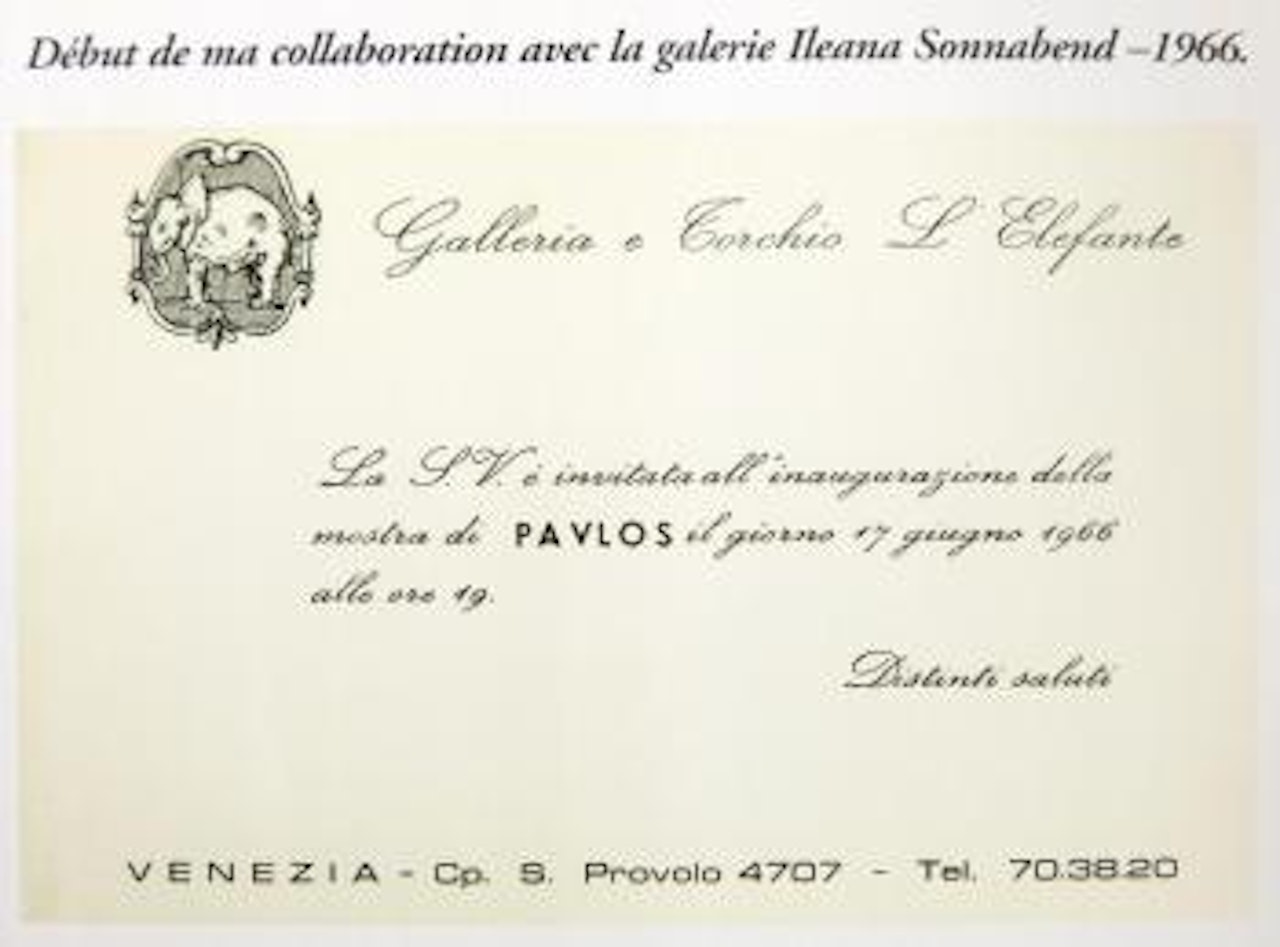 Début de ma collaboration avec la galerie Ileana Sonnabend – 1966.
Galleria e Torchio L'Elefante
La S.V. è invitata all'inaugurazione della
mostra di PAVLOS il giorno 17 giugno 1966
alle ore 19.
Distinti saluti
VENEZIA - Cp. S. Provolo 4707 - Tel. 70.38.20